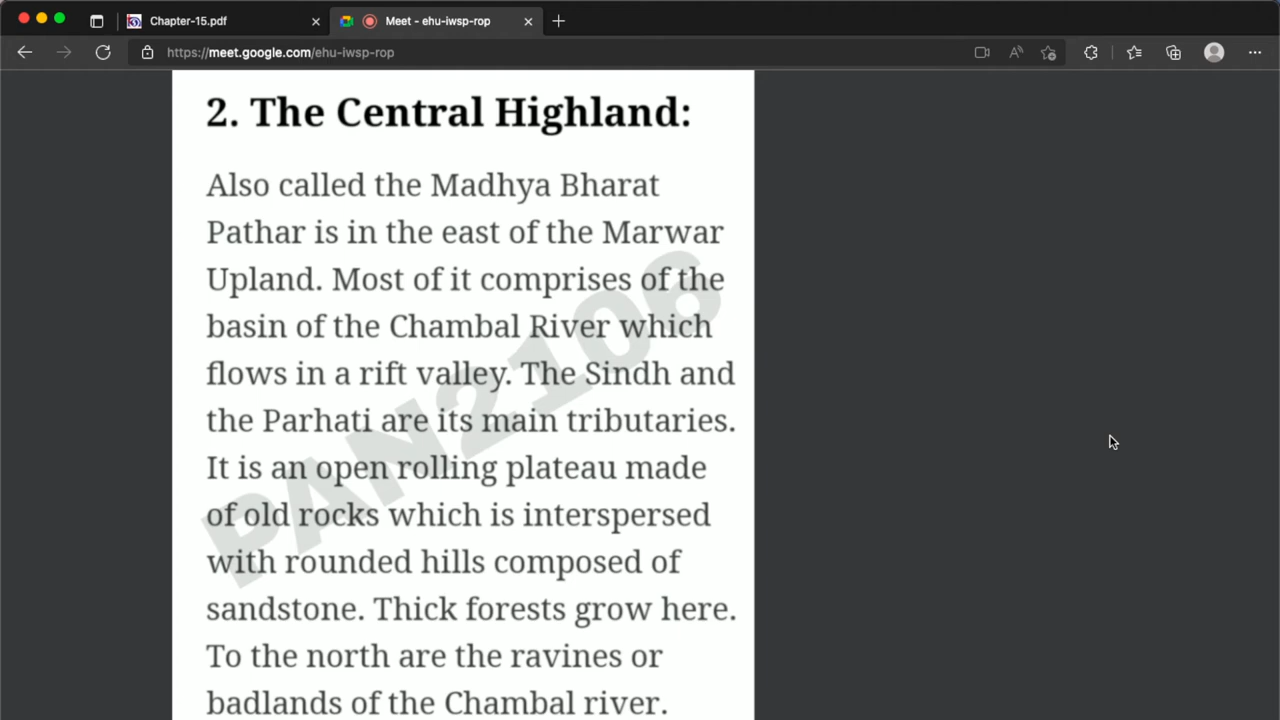 Chapter-15.pdf
Meet - ehu-iwsp-rop
https://meet.google.com/ehu-iwsp-rop
2. The Central Highland:
Also called the Madhya Bharat
Pathar is in the east of the Marwar
Upland. Most of it comprises of the
basin of the Chambal River which
flows in a rift valley. The Sindh and
the Parhati are its main tributaries.
It is an open rolling plateau made
of old rocks which is interspersed
with rounded hills composed of
sandstone. Thick forests grow here.
To the north are the ravines or
badlands of the Chambal river.
PAN2106